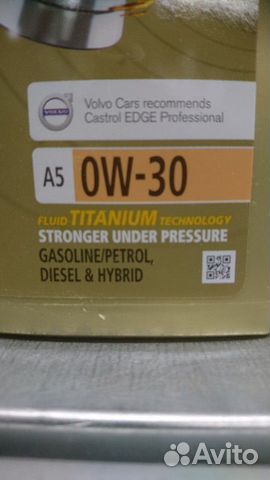 VOLVO
Volvo Cars recommends
Castrol EDGE Professional
A5 0W-30
FLUID TITANIUM TECHNOLOGY
STRONGER UNDER PRESSURE
GASOLINE/PETROL,
DIESEL & HYBRID
Avito